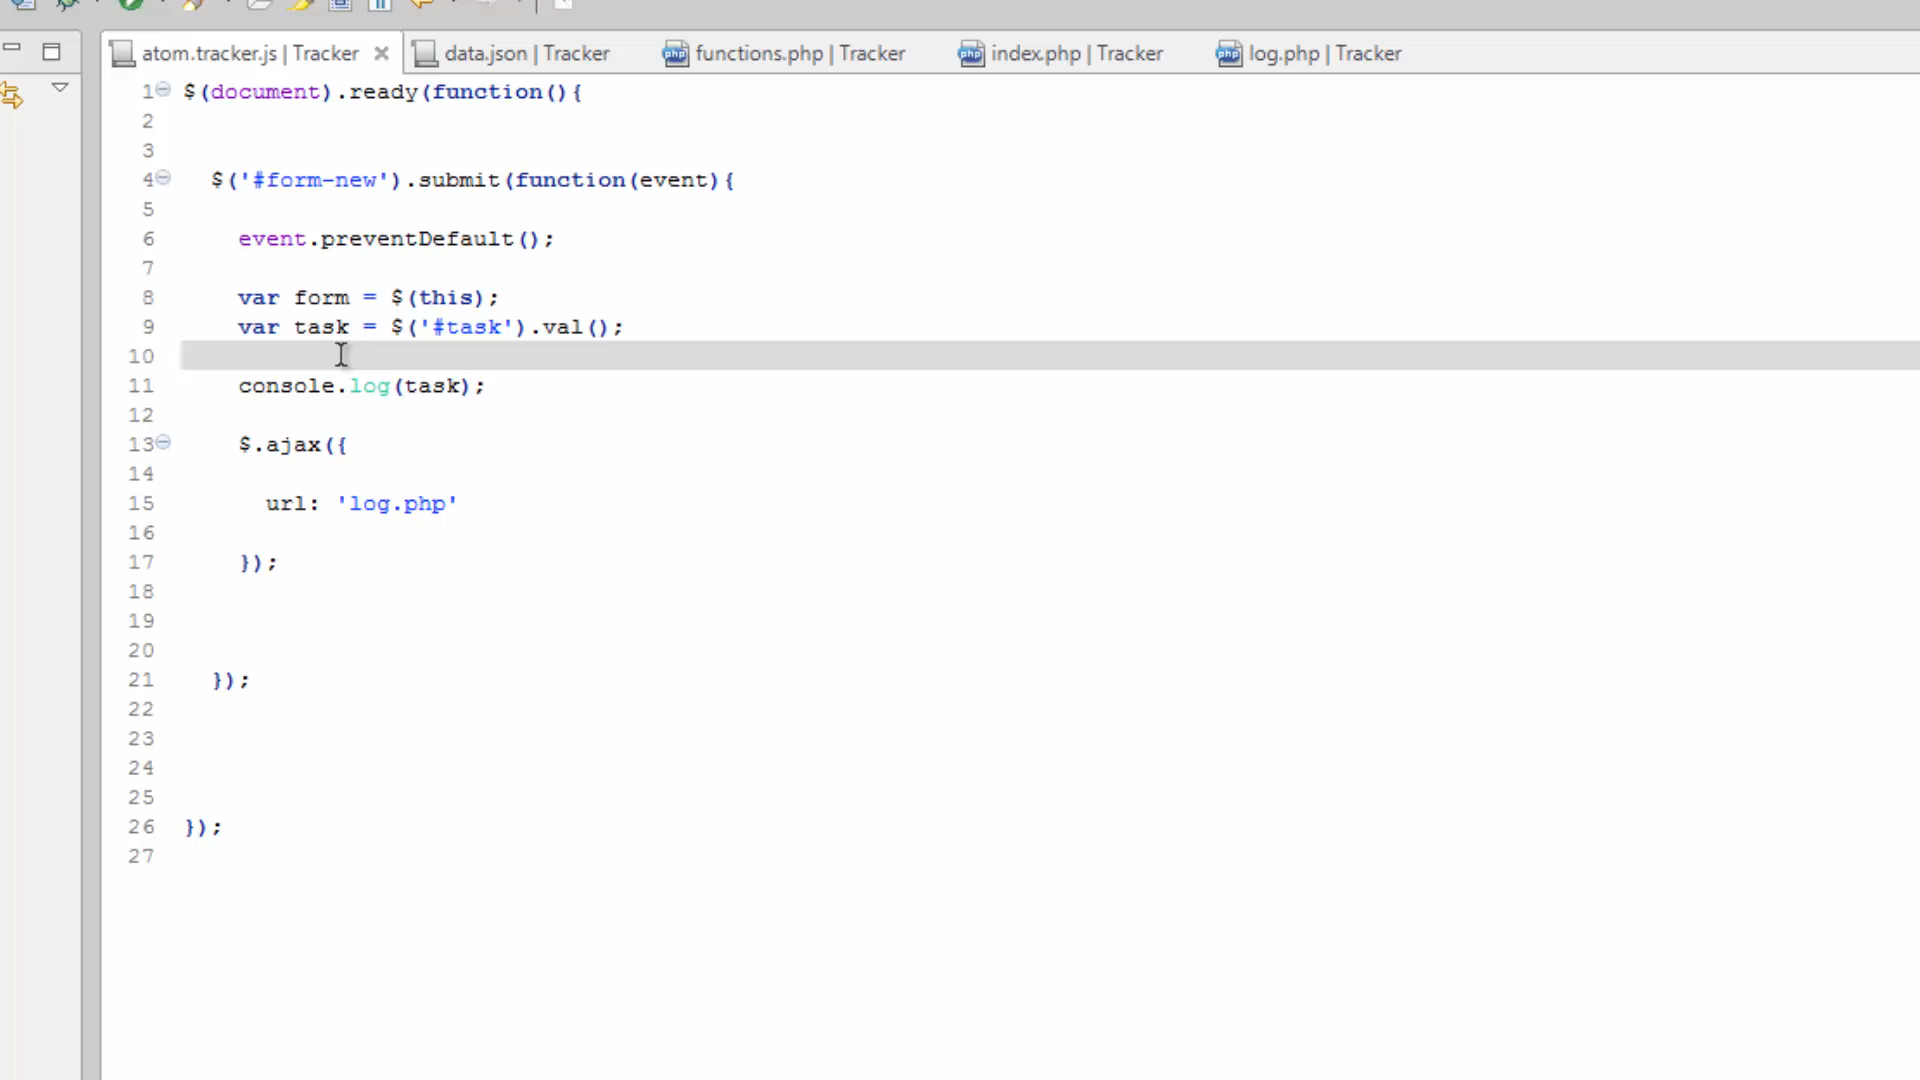 atom.tracker.js | Tracker data.json | Tracker functions.php | Tracker index.php | Tracker log.php | Tracker
1 $(document).ready(function(){
2
3
4 $('#form-new').submit(function(event){
5
6 event.preventDefault();
7
8 var form = $(this);
9 var task = $('#task').val();
10
11 console.log(task);
12
13 $.ajax({
14
15 url: 'log.php'
16
17 });
18
19
20
21 });
22
23
24
25
26 });
27